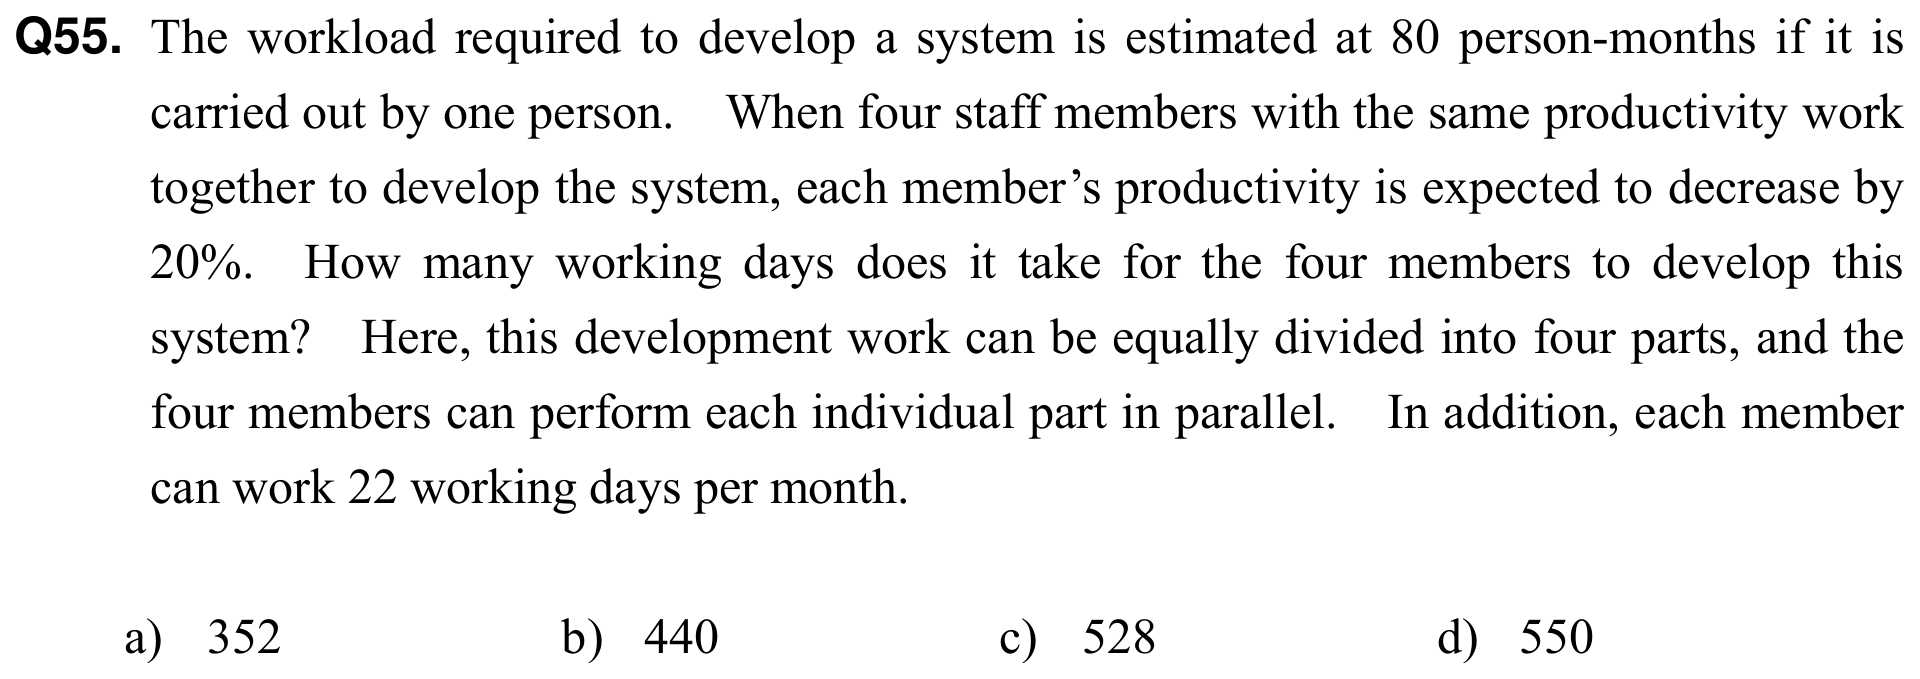 Q55. The workload required to develop a system is estimated at 80 person-months if it is
carried out by one person. When four staff members with the same productivity work
together to develop the system, each member’s productivity is expected to decrease by
20%. How many working days does it take for the four members to develop this
system? Here, this development work can be equally divided into four parts, and the
four members can perform each individual part in parallel. In addition, each member
can work 22 working days per month.
a) 352 b) 440 c) 528 d) 550